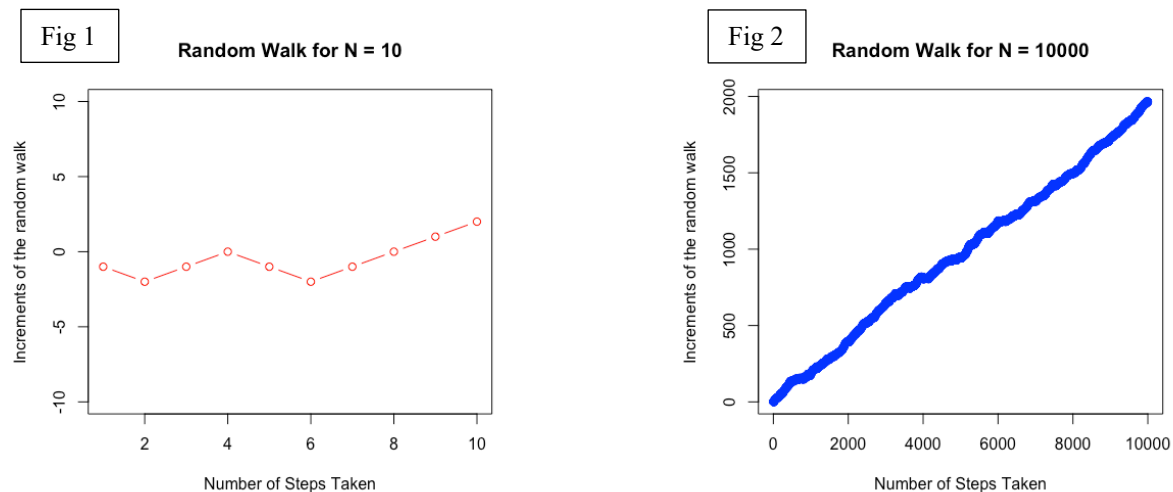 Fig 1
Random Walk for N = 10
Increments of the random walk
10
5
0
-5
-10
2
4
6
8
10
Number of Steps Taken
Fig 2
Random Walk for N = 10000
Increments of the random walk
2000
1500
1000
500
0
0
2000
4000
6000
8000
10000
Number of Steps Taken